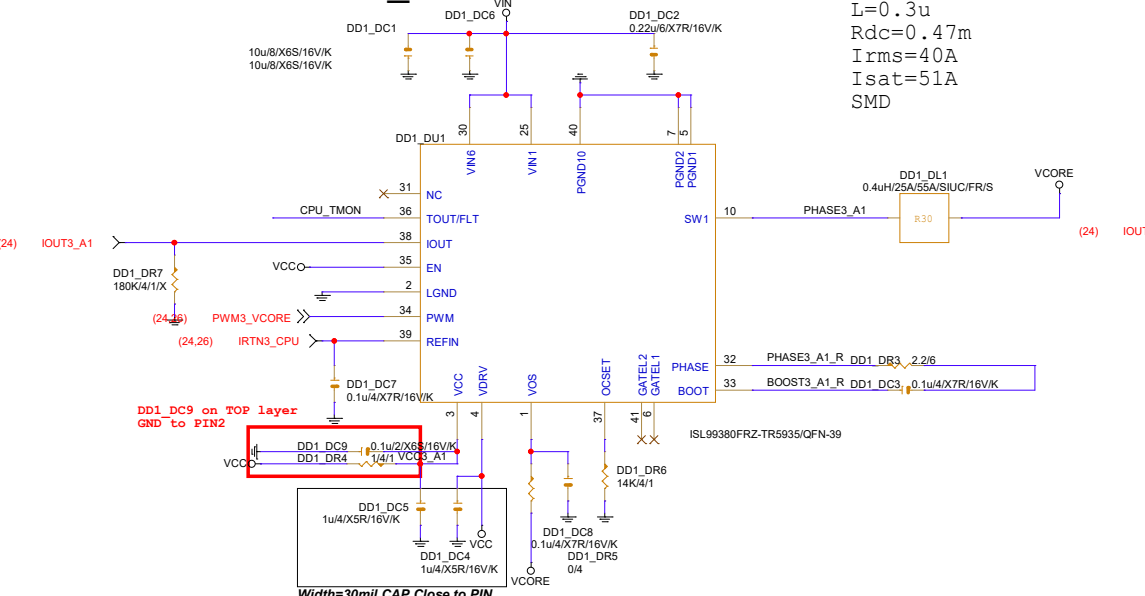 VIN
L=0.3u
Rdc=0.47m
Irms=40A
Isat=51A
SMD
DD1_DC1
DD1_DC6
DD1_DC2
0.22u/6/X7R/16V/K
10u/8/X6S/16V/K
10u/8/X6S/16V/K
DD1_DU1
30
25
40
7
5
VIN6
VIN1
PGND10
PGND2
PGND1
31
NC
CPU_TMON
36
TOUT/FLT
(24)
IOUT3_A1
38
IOUT
VCC
35
EN
2
LGND
(24,26)
PWM3_VCORE
34
PWM
(24,26)
IRTN3_CPU
39
REFIN
DD1_DR7
180K/4/1/X
SW1
10
PHASE3_A1
DD1_DL1
0.4uH/25A/55A/SIUC/FR/S
R30
VCORE
(24)
PHASE
32
PHASE3_A1_R
DD1_DR3
2.2/6
BOOT
33
BOOST3_A1_R
DD1_DC3
0.1u/4/X7R/16V/K
VCC
VDRV
VOS
OCSET
GATEL2
GATEL1
3
4
1
37
41
6
ISL99380FRZ-TR5935/QFN-39
DD1_DC7
0.1u/4/X7R/16V/K
DD1_DC9 on TOP layer
GND to PIN2
DD1_DC9
0.1u/2/X6S/16V/K
VCC
DD1_DR4
1/4/1
VCC3_A1
DD1_DC5
1u/4/X5R/16V/K
DD1_DC4
1u/4/X5R/16V/K
VCC
DD1_DR6
14K/4/1
DD1_DC8
0.1u/4/X7R/16V/K
DD1_DR5
0/4
VCORE
Width=30mil CAP Close to PIN